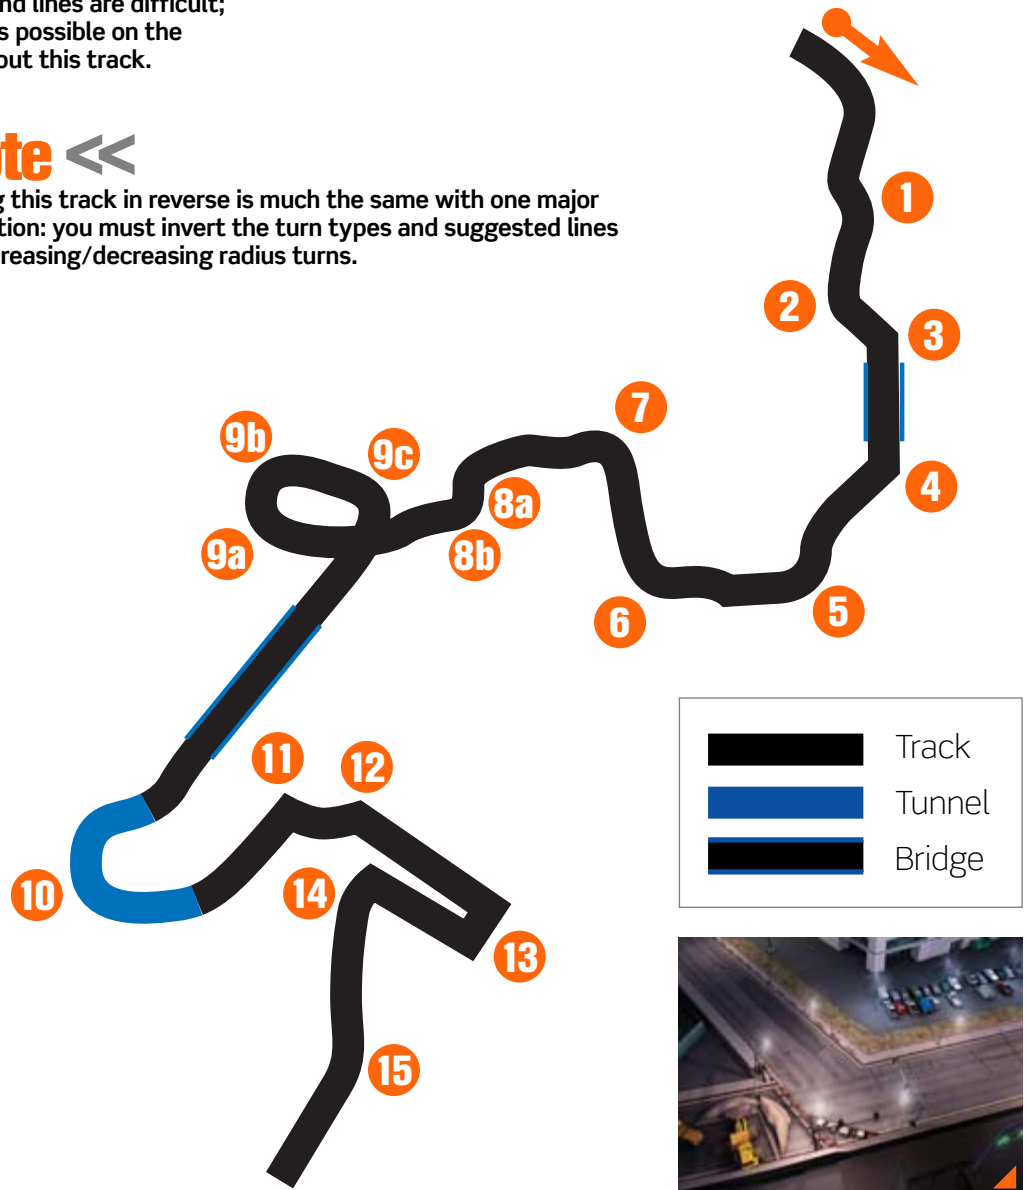 nd lines are difficult;
s possible on the
out this track.
ote <<
g this track in reverse is much the same with one major
tion: you must invert the turn types and suggested lines
creasing/decreasing radius turns.
1
2
3
7
9b
9c
4
8a
9a
8b
5
6
Track
11
12
Tunnel
Bridge
10
14
13
15